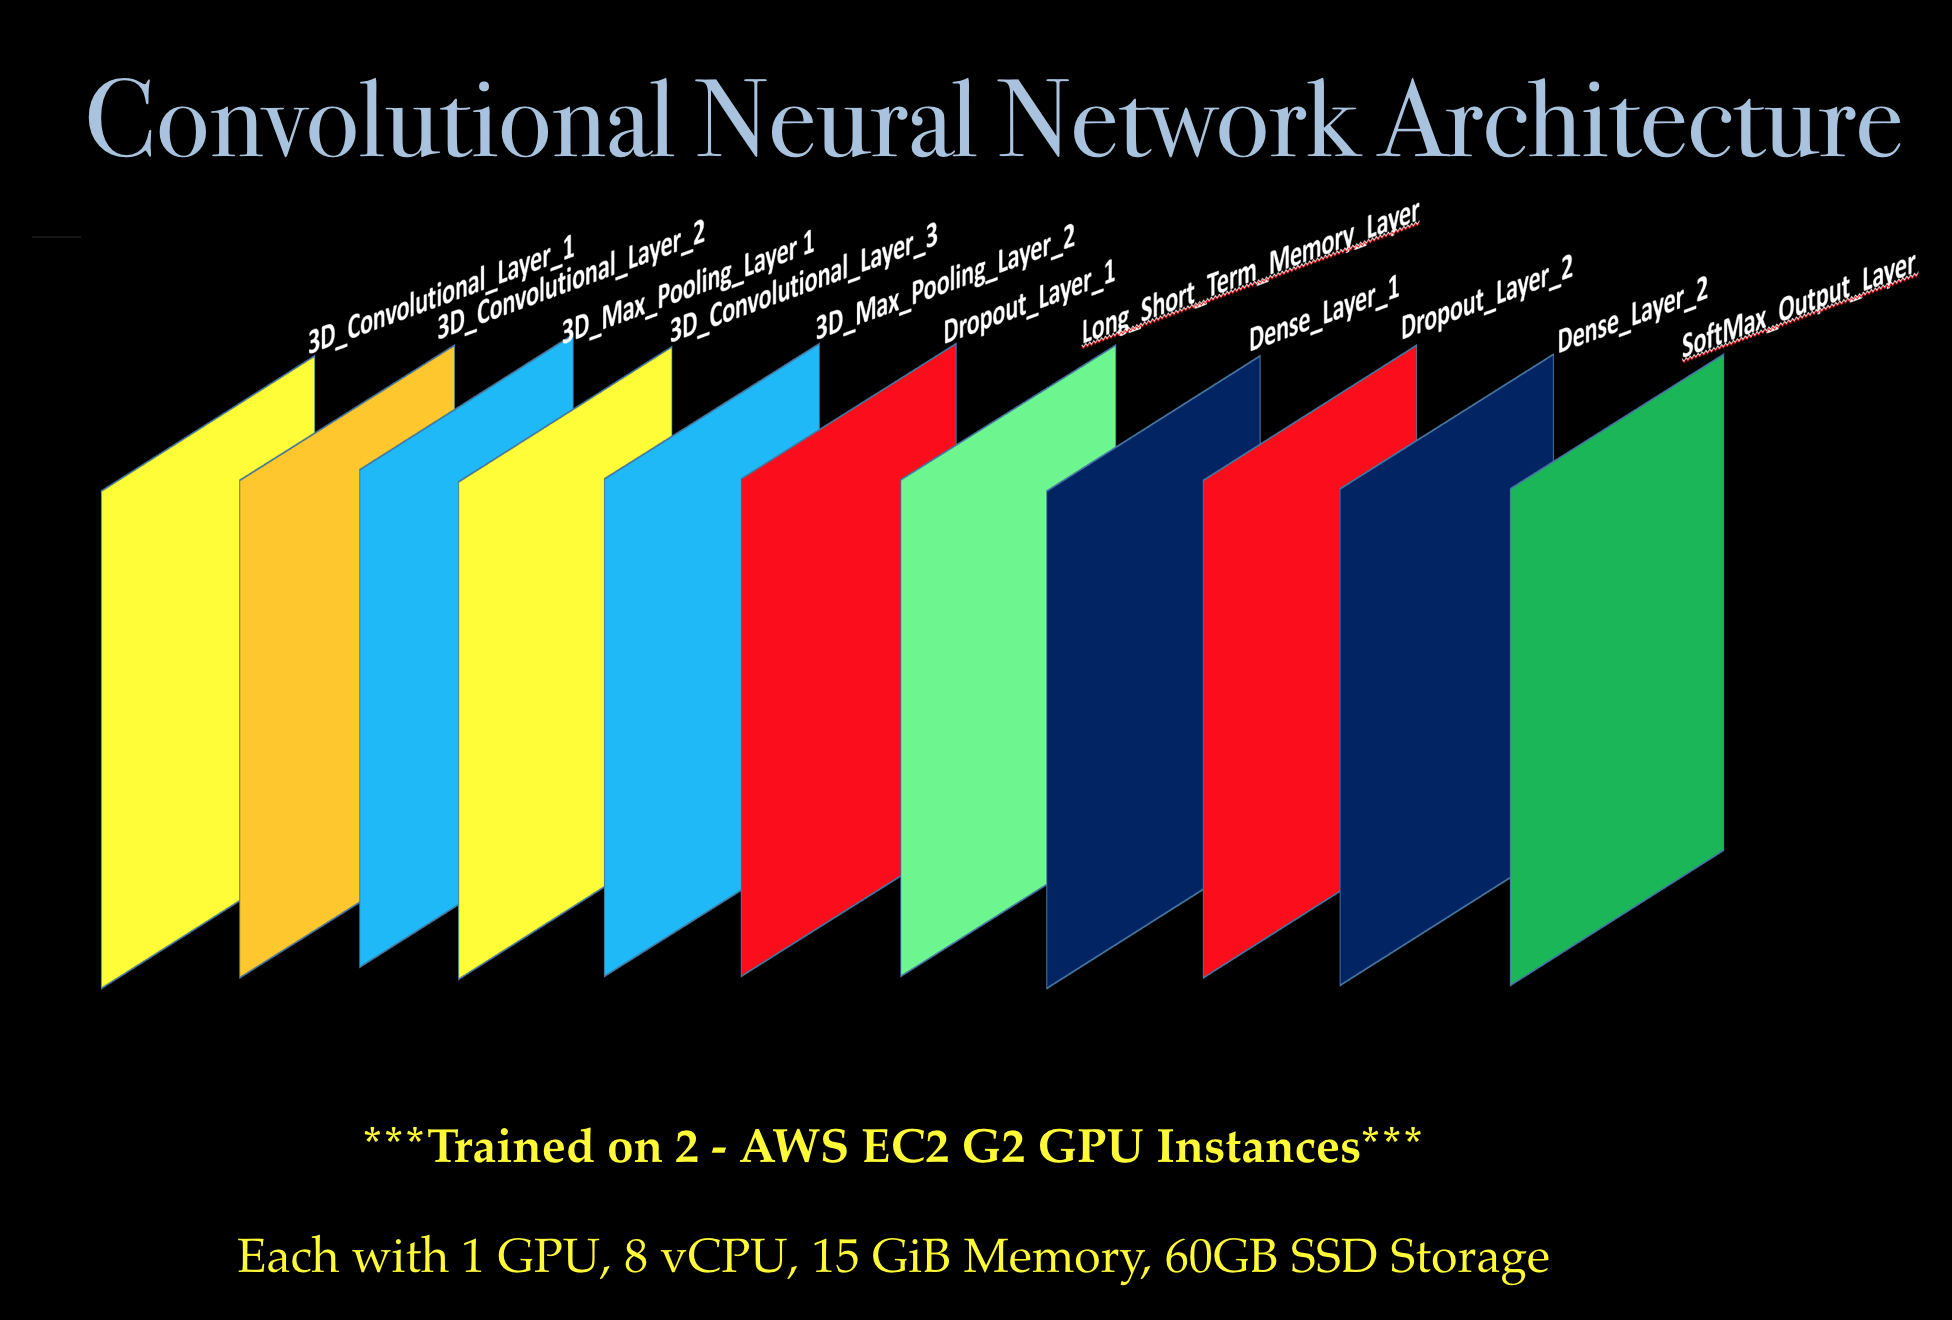 Convolutional Neural Network Architecture
3D_Convolutional_Layer_1
3D_Convolutional_Layer_2
3D_Max_Pooling_Layer 1
3D_Convolutional_Layer_3
3D_Max_Pooling_Layer_2
Dropout_Layer_1
Long_Short_Term_Memory_Layer
Dense_Layer_1
Dropout_Layer_2
Dense_Layer_2
SoftMax_Output_Layer
***Trained on 2 - AWS EC2 G2 GPU Instances***
Each with 1 GPU, 8 vCPU, 15 GiB Memory, 60GB SSD Storage